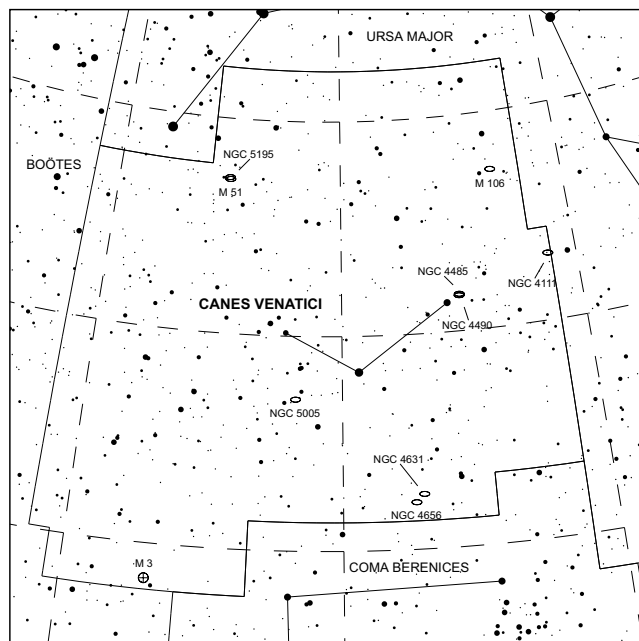 URSA MAJOR
NGC 5195
BOÖTES
M 106
M 51
NGC 4485
NGC 4111
CANES VENATICI
NGC 4490
NGC 5005
NGC 4631
NGC 4656
M 3
COMA BERENICES